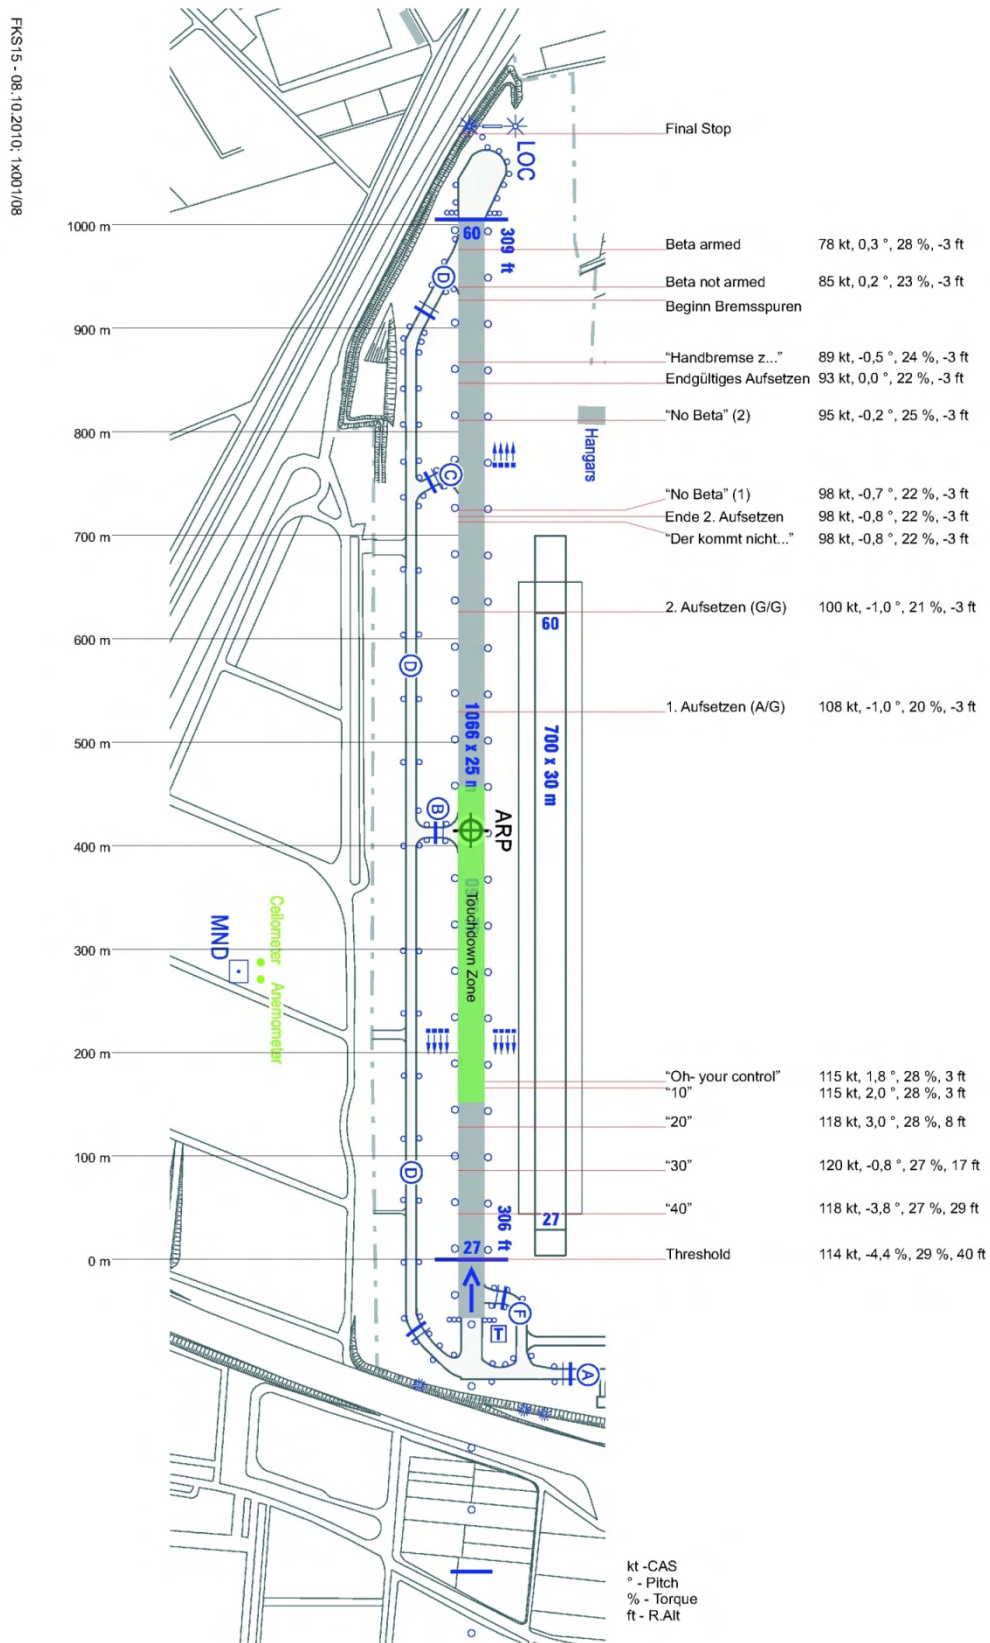 FKS15 - 08.10.2010; 1x001/08
Final Stop
LOC
1000 m
60
309 ft
Beta armed 78 kt, 0,3 °, 28 %, -3 ft
D
Beta not armed 85 kt, 0,2 °, 23 %, -3 ft
Beginn Bremsspuren
900 m
"Handbremse z..." 89 kt, -0,5 °, 24 %, -3 ft
Endgültiges Aufsetzen 93 kt, 0,0 °, 22 %, -3 ft
"No Beta" (2) 95 kt, -0,2 °, 25 %, -3 ft
800 m
Hangars
C
"No Beta" (1) 98 kt, -0,7 °, 22 %, -3 ft
Ende 2. Aufsetzen 98 kt, -0,8 °, 22 %, -3 ft
"Der kommt nicht..." 98 kt, -0,8 °, 22 %, -3 ft
700 m
2. Aufsetzen (G/G) 100 kt, -1,0 °, 21 %, -3 ft
60
600 m
D
1. Aufsetzen (A/G) 108 kt, -1,0 °, 20 %, -3 ft
1066 x 25 m
700 x 30 m
500 m
B
ARP
400 m
Touchdown Zone
MND
Ceilometer Anemometer
300 m
200 m
"Oh- your control" 115 kt, 1,8 °, 28 %, 3 ft
"10" 115 kt, 2,0 °, 28 %, 3 ft
"20" 118 kt, 3,0 °, 28 %, 8 ft
100 m
"30" 120 kt, -0,8 °, 27 %, 17 ft
D
"40" 118 kt, -3,8 °, 27 %, 29 ft
306 ft
27
27
0 m
Threshold 114 kt, -4,4 %, 29 %, 40 ft
F
T
A
kt -CAS
° - Pitch
% - Torque
ft - R.Alt